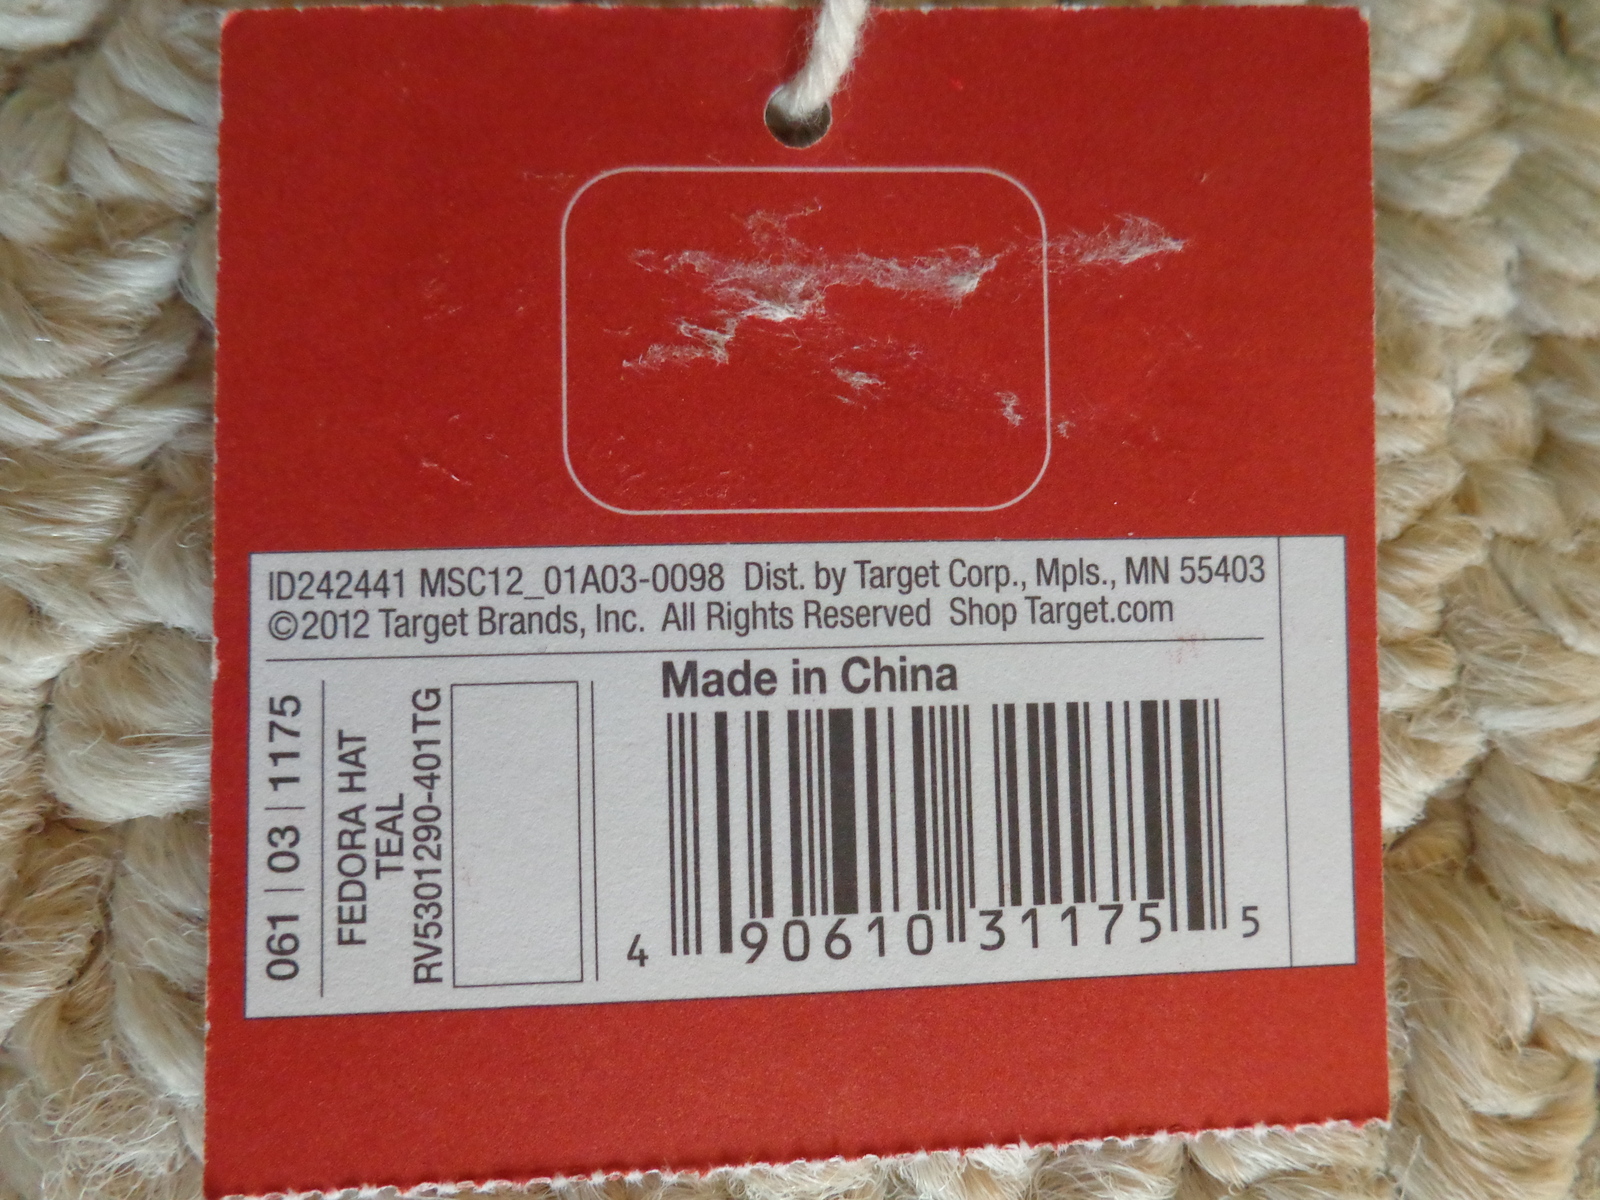 ID242441 MSC12_01A03-0098 Dist. by Target Corp., Mpls., MN 55403
©2012 Target Brands, Inc. All Rights Reserved Shop Target.com
Made in China
061 | 03 | 1175
FEDORA HAT
TEAL
RV5301290-401TG
4 90610 31175 5